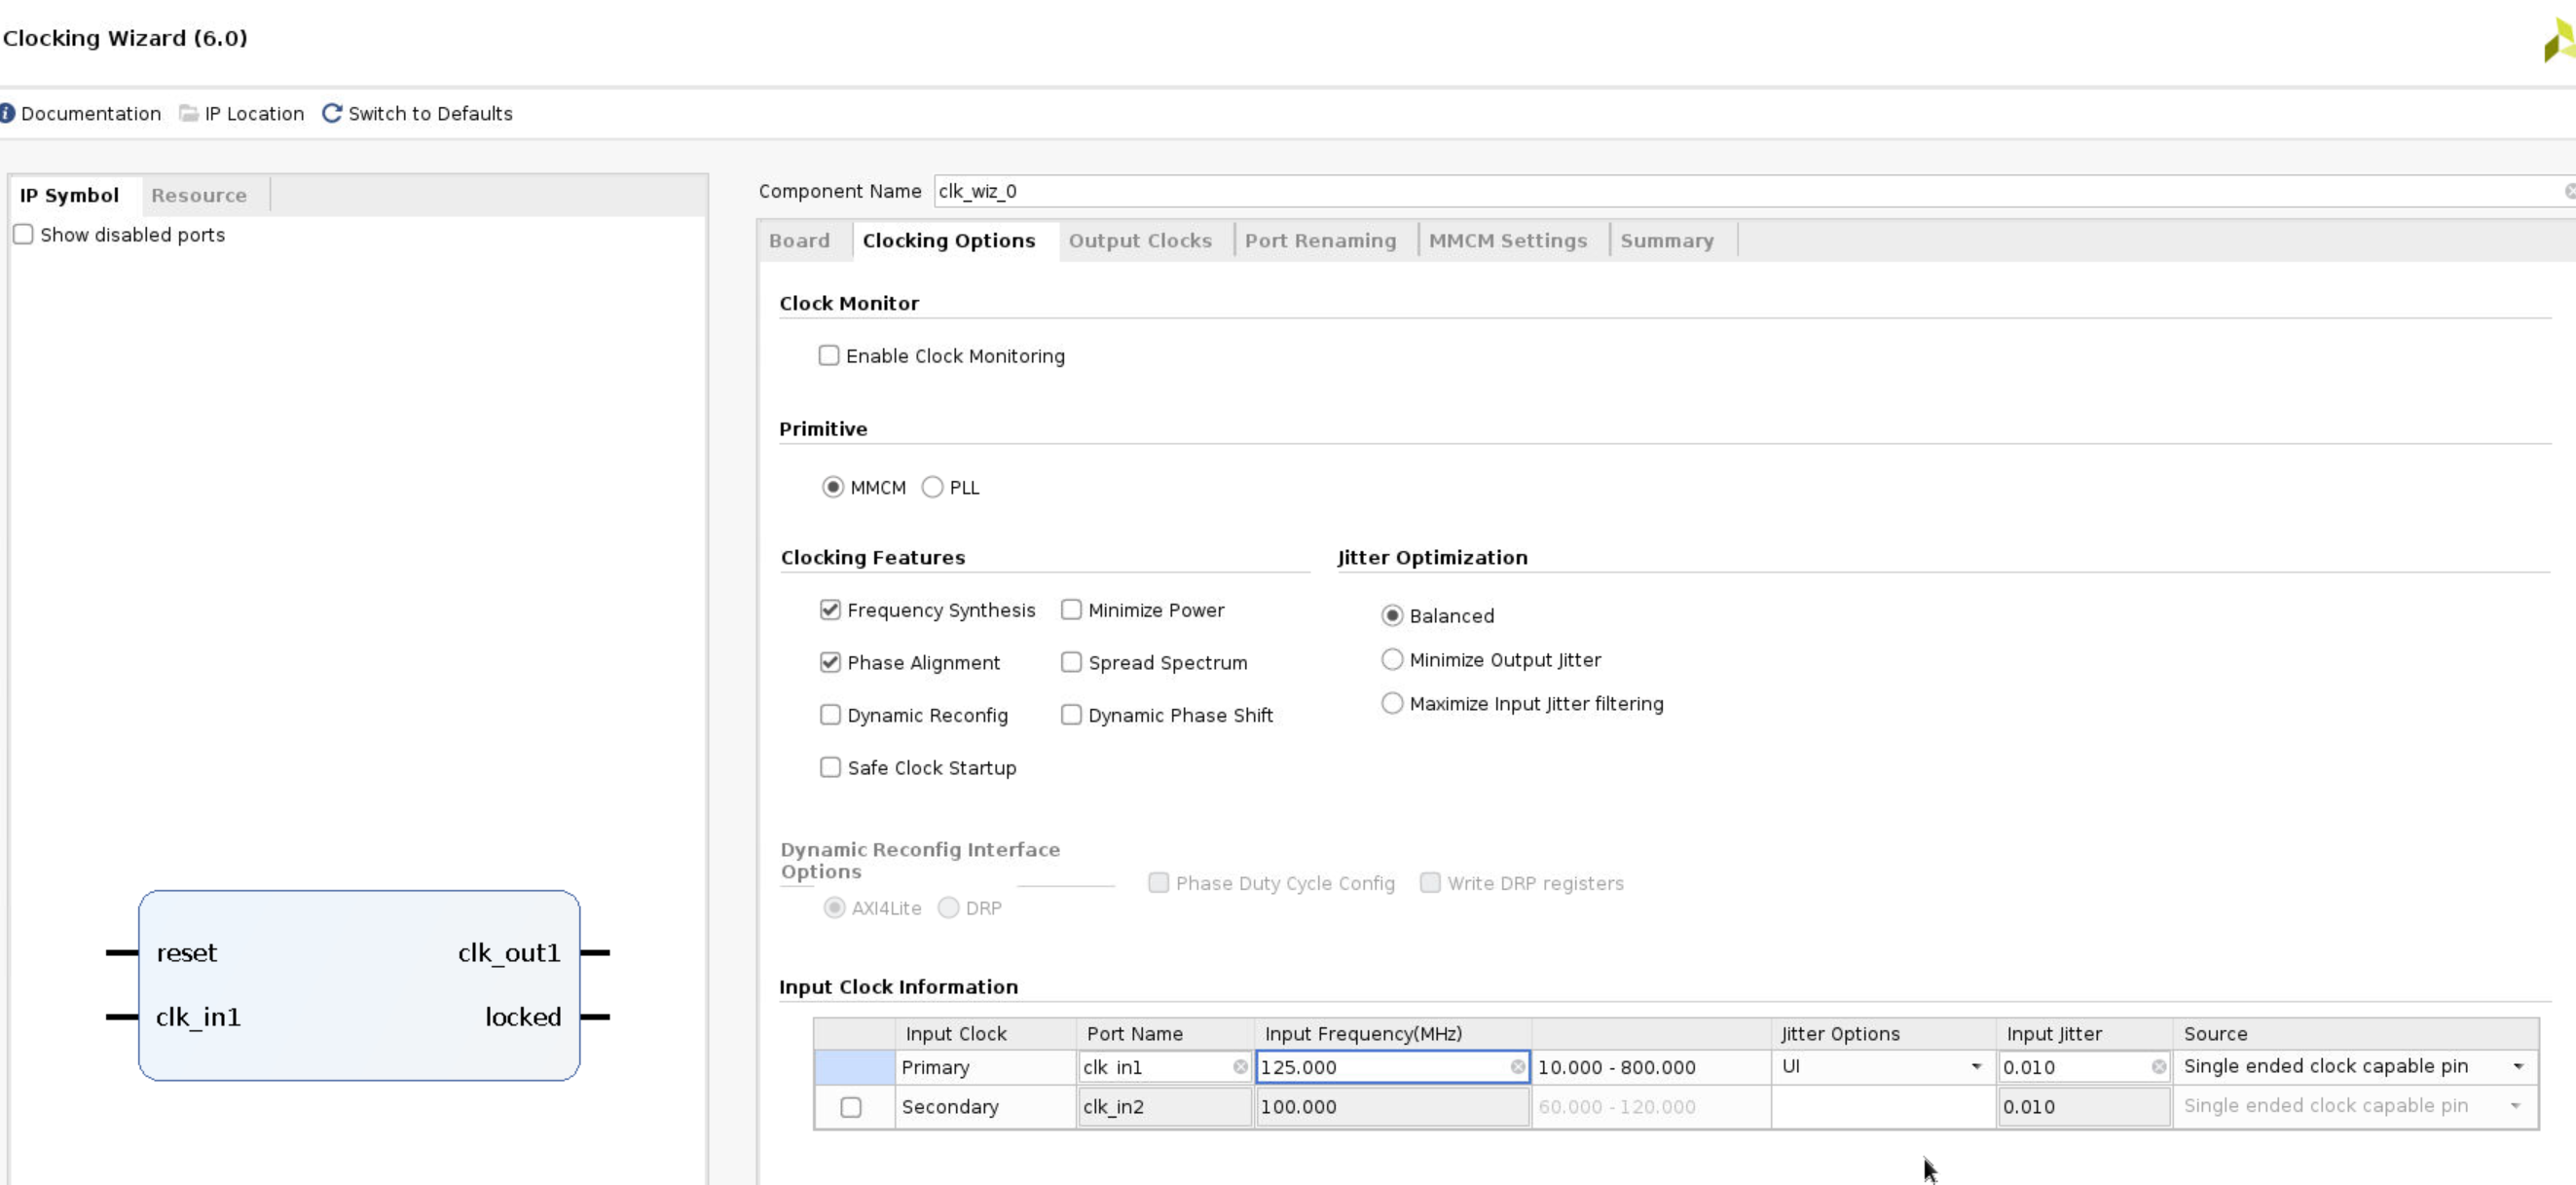 Clocking Wizard (6.0)
Documentation IP Location Switch to Defaults
IP Symbol Resource
Show disabled ports
reset clk_out1
clk_in1 locked
Component Name clk_wiz_0
Board Clocking Options Output Clocks Port Renaming MMCM Settings Summary
Clock Monitor
Enable Clock Monitoring
Primitive
MMCM PLL
Clocking Features Jitter Optimization
Frequency Synthesis Minimize Power Balanced
Phase Alignment Spread Spectrum Minimize Output Jitter
Dynamic Reconfig Dynamic Phase Shift Maximize Input Jitter filtering
Safe Clock Startup
Dynamic Reconfig Interface
Options
Phase Duty Cycle Config Write DRP registers
AXI4Lite DRP
Input Clock Information
Input Clock Port Name Input Frequency(MHz) Jitter Options Input Jitter Source
Primary clk_in1 125.000 10.000 - 800.000 UI 0.010 Single ended clock capable pin
Secondary clk_in2 100.000 60.000 - 120.000 0.010 Single ended clock capable pin